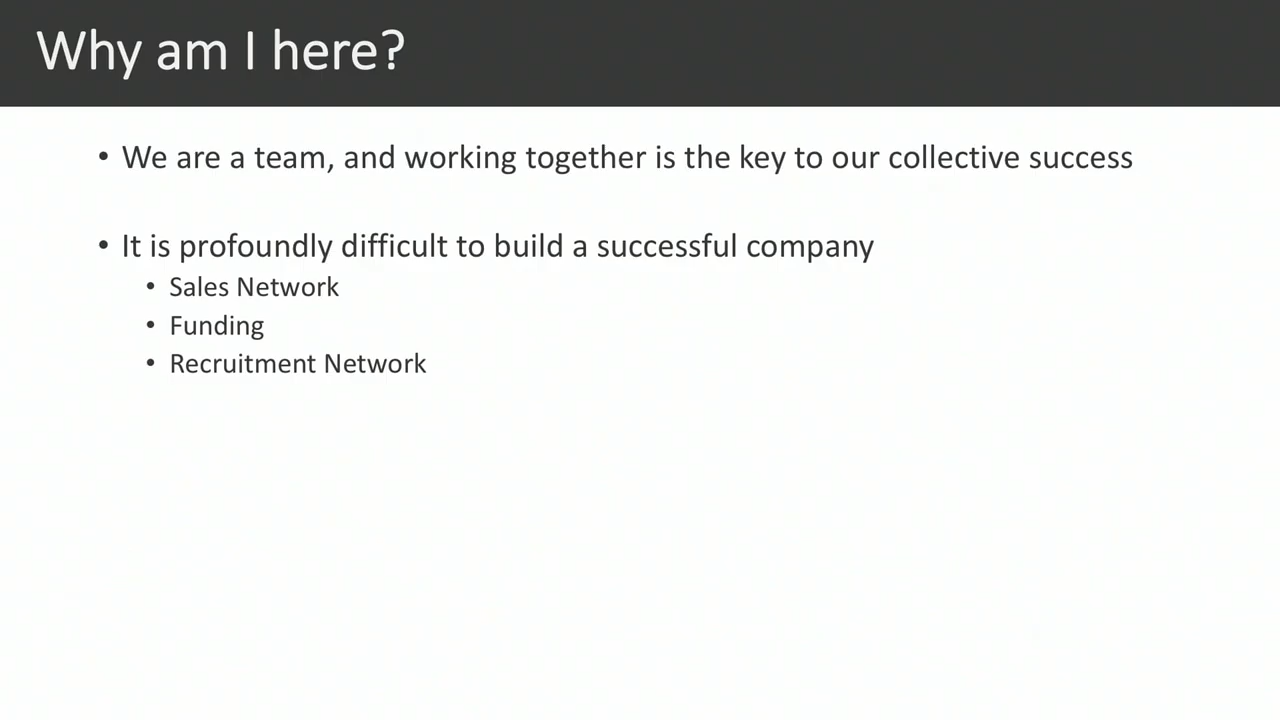 Why am I here?
• We are a team, and working together is the key to our collective success
• It is profoundly difficult to build a successful company
• Sales Network
• Funding
• Recruitment Network